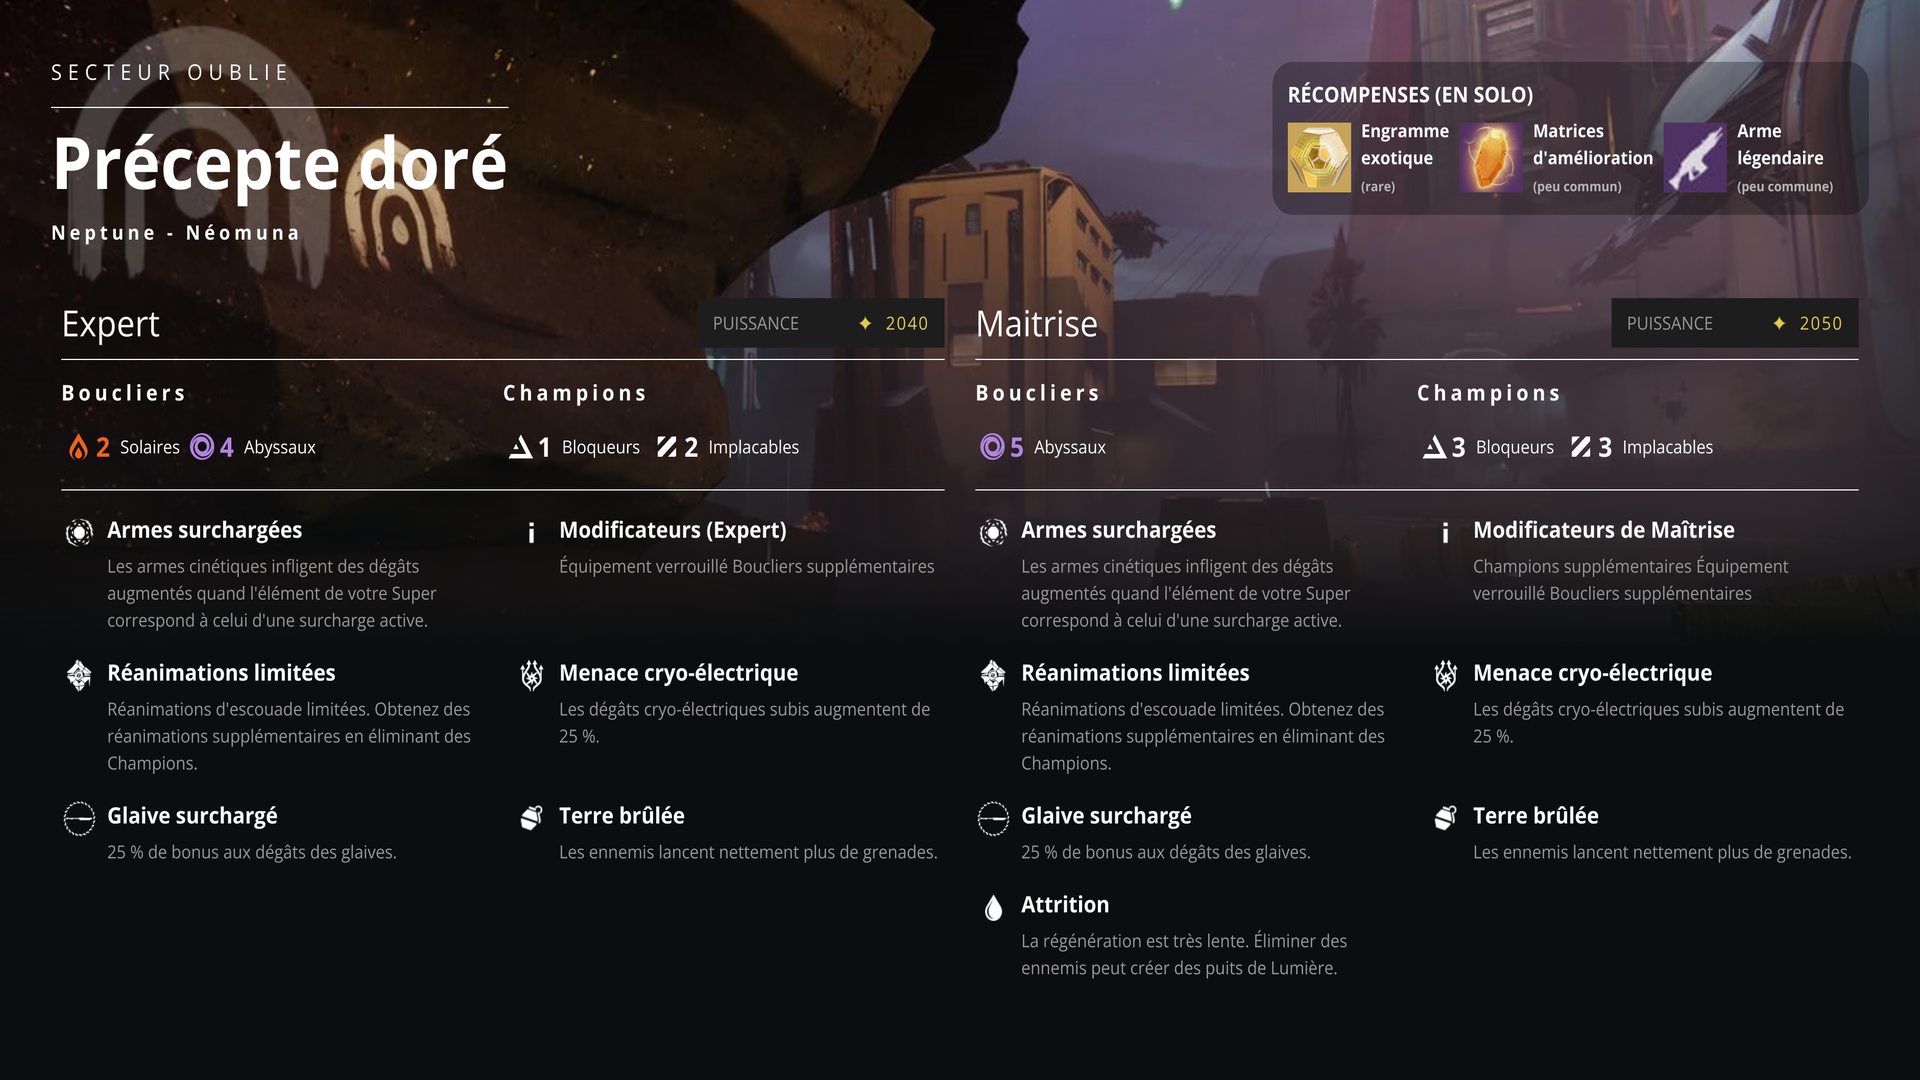 SECTEUR OUBLIE
Précepte doré
Neptune - Néomuna
RÉCOMPENSES (EN SOLO)
Engramme
exotique
(rare)
Matrices
d'amélioration
(peu commun)
Arme
légendaire
(peu commune)
Expert
PUISSANCE 2040
Boucliers
2 Solaires 4 Abyssaux
Champions
1 Bloqueurs 2 Implacables
Armes surchargées
Les armes cinétiques infligent des dégâts
augmentés quand l'élément de votre Super
correspond à celui d'une surcharge active.
i Modificateurs (Expert)
Équipement verrouillé Boucliers supplémentaires
Réanimations limitées
Réanimations d'escouade limitées. Obtenez des
réanimations supplémentaires en éliminant des
Champions.
Menace cryo-électrique
Les dégâts cryo-électriques subis augmentent de
25 %.
Glaive surchargé
25 % de bonus aux dégâts des glaives.
Terre brûlée
Les ennemis lancent nettement plus de grenades.
Maitrise
PUISSANCE 2050
Boucliers
5 Abyssaux
Champions
3 Bloqueurs 3 Implacables
Armes surchargées
Les armes cinétiques infligent des dégâts
augmentés quand l'élément de votre Super
correspond à celui d'une surcharge active.
i Modificateurs de Maîtrise
Champions supplémentaires Équipement
verrouillé Boucliers supplémentaires
Réanimations limitées
Réanimations d'escouade limitées. Obtenez des
réanimations supplémentaires en éliminant des
Champions.
Menace cryo-électrique
Les dégâts cryo-électriques subis augmentent de
25 %.
Glaive surchargé
25 % de bonus aux dégâts des glaives.
Terre brûlée
Les ennemis lancent nettement plus de grenades.
Attrition
La régénération est très lente. Éliminer des
ennemis peut créer des puits de Lumière.